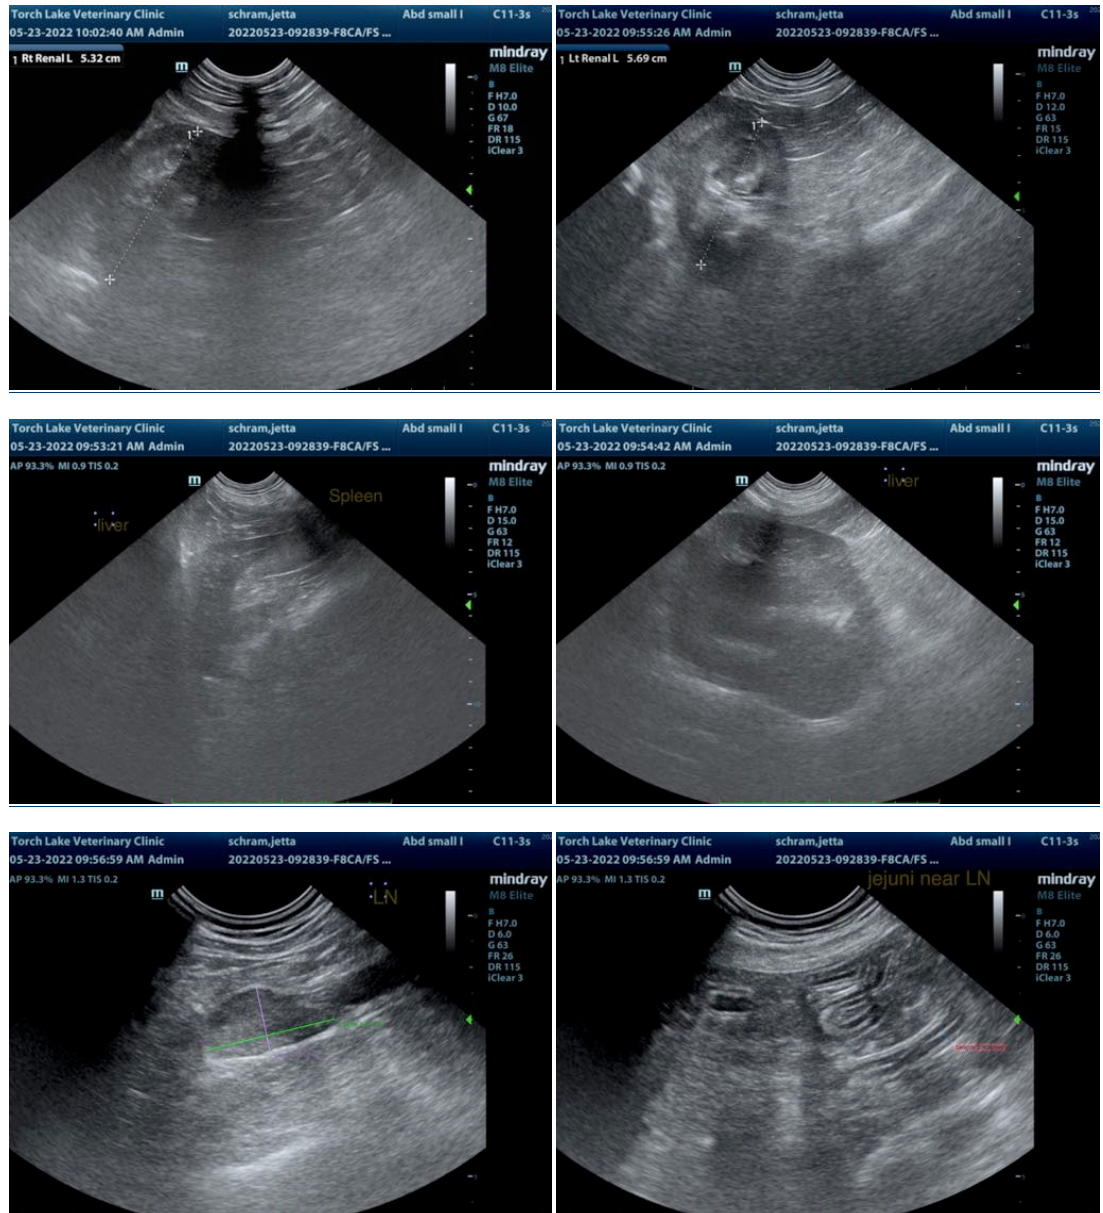 Torch Lake Veterinary Clinic schram,jetta Abd small I C11-3s
05-23-2022 10:02:40 AM Admin 20220523-092839-F8CA/FS ...
1 Rt Renal L 5.32 cm
mindray
M8 Elite
m
B
F H7.0
D 10.0
G 67
FR 18
DR 115
iClear 3
Torch Lake Veterinary Clinic schram,jetta Abd small I C11-3s
05-23-2022 09:55:26 AM Admin 20220523-092839-F8CA/FS ...
1 Lt Renal L 5.69 cm
mindray
M8 Elite
m
B
F H7.0
D 12.0
G 63
FR 15
DR 115
iClear 3
Torch Lake Veterinary Clinic schram,jetta Abd small I C11-3s
05-23-2022 09:53:21 AM Admin 20220523-092839-F8CA/FS ...
AP 93.3% MI 0.9 TIS 0.2
mindray
M8 Elite
m
Spleen
liver
B
F H7.0
D 15.0
G 63
FR 12
DR 115
iClear 3
Torch Lake Veterinary Clinic schram,jetta Abd small I C11-3s
05-23-2022 09:54:42 AM Admin 20220523-092839-F8CA/FS ...
AP 93.3% MI 0.9 TIS 0.2
mindray
M8 Elite
m
liver
B
F H7.0
D 15.0
G 63
FR 12
DR 115
iClear 3
Torch Lake Veterinary Clinic schram,jetta Abd small I C11-3s
05-23-2022 09:56:59 AM Admin 20220523-092839-F8CA/FS ...
AP 93.3% MI 1.3 TIS 0.2
mindray
M8 Elite
m
LN
B
F H7.0
D 6.0
G 63
FR 26
DR 115
iClear 3
Torch Lake Veterinary Clinic schram,jetta Abd small I C11-3s
05-23-2022 09:56:59 AM Admin 20220523-092839-F8CA/FS ...
AP 93.3% MI 1.3 TIS 0.2
jejuni near LN
mindray
M8 Elite
m
B
F H7.0
D 6.0
G 63
FR 26
DR 115
iClear 3